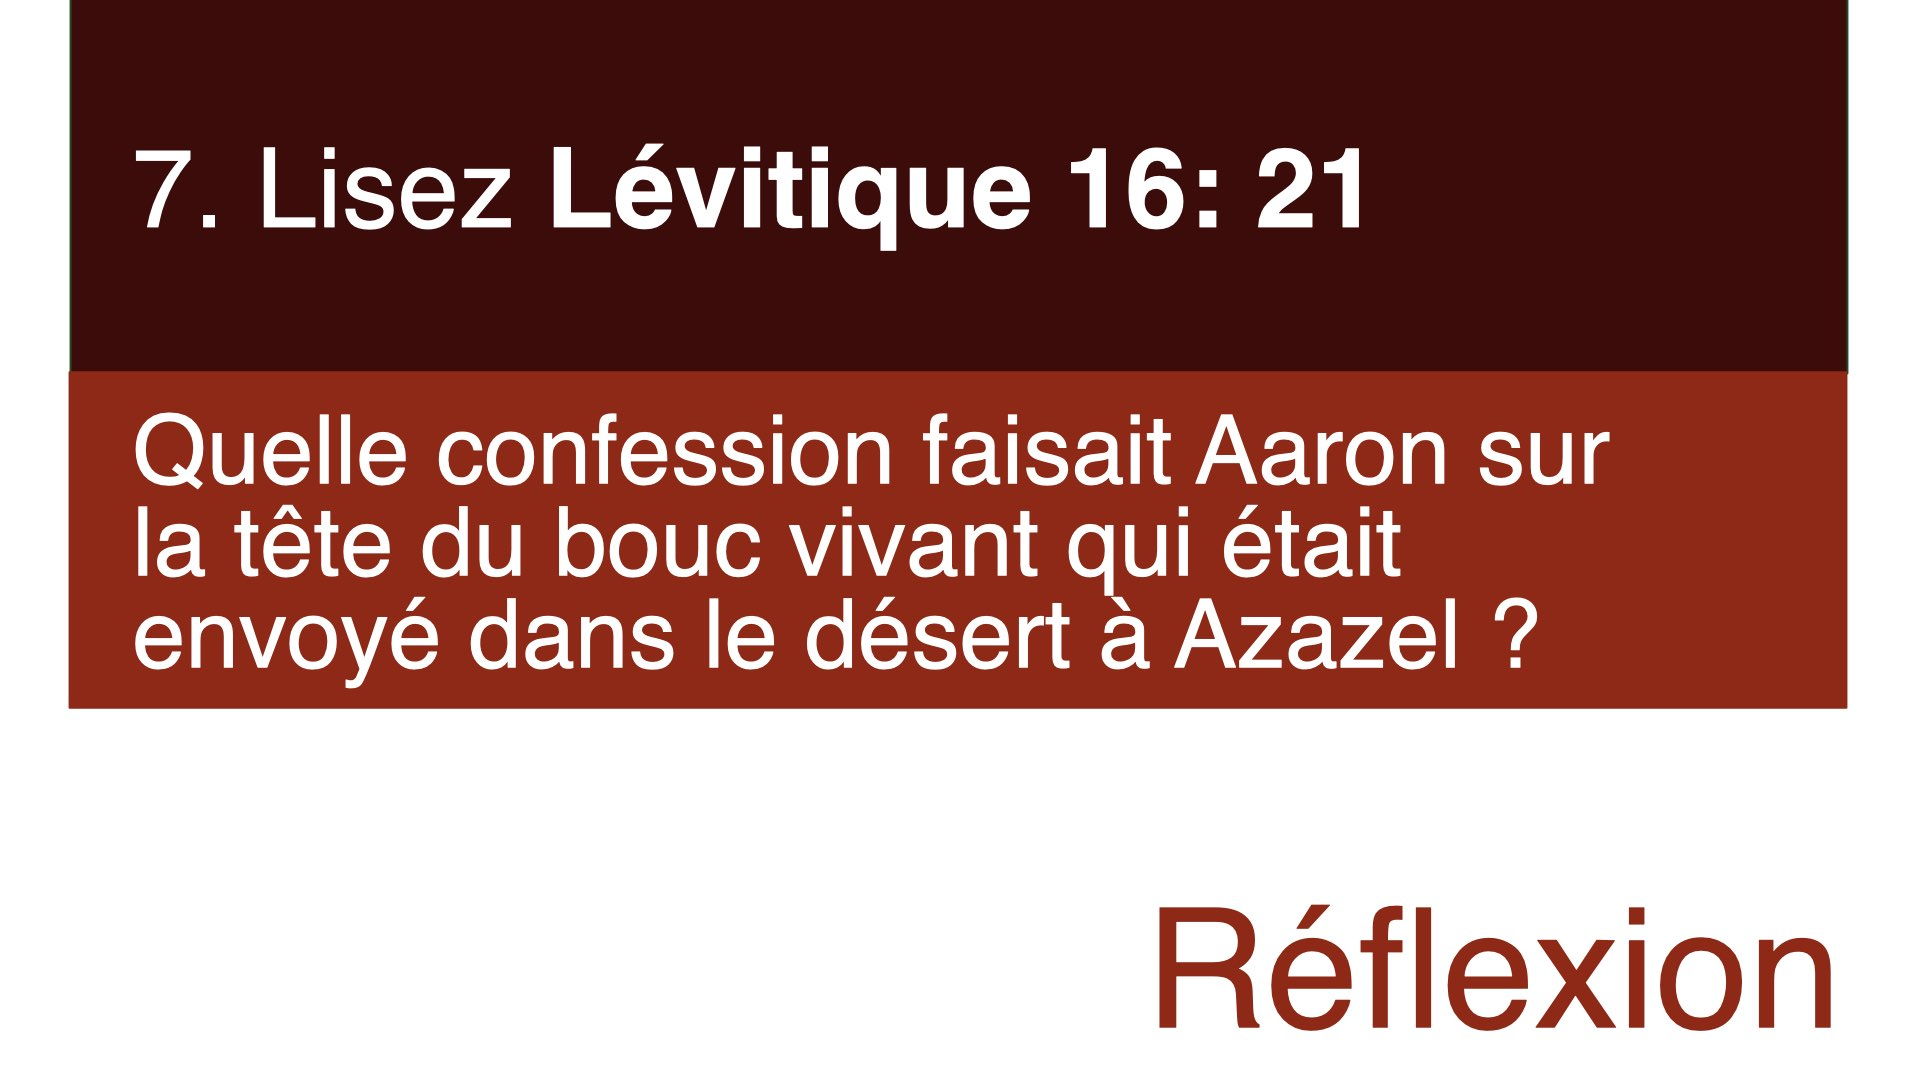 7. Lisez Lévitique 16: 21
Quelle confession faisait Aaron sur
la tête du bouc vivant qui était
envoyé dans le désert à Azazel ?
Réflexion